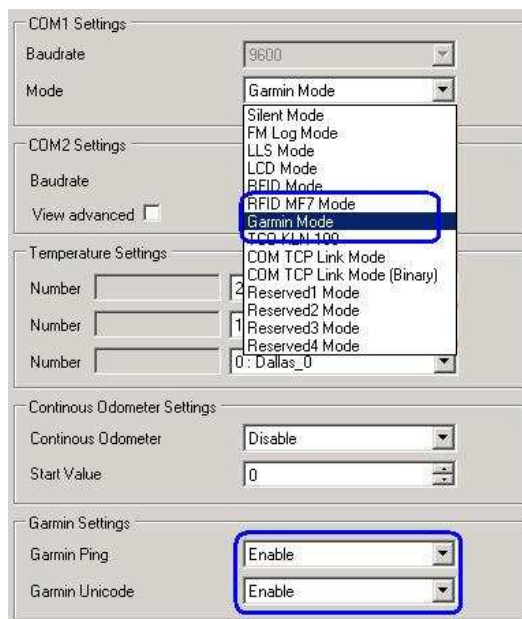 COM1 Settings
Baudrate 9600
Mode Garmin Mode
Silent Mode
FM Log Mode
LLS Mode
LCD Mode
RFID Mode
RFID MF7 Mode
Garmin Mode
TCO KLN 100
COM TCP Link Mode
COM TCP Link Mode (Binary)
Reserved1 Mode
Reserved2 Mode
Reserved3 Mode
Reserved4 Mode
COM2 Settings
Baudrate
View advanced
Temperature Settings
Number 2
Number 1
Number 0 : Dallas_0
Continous Odometer Settings
Continous Odometer Disable
Start Value 0
Garmin Settings
Garmin Ping Enable
Garmin Unicode Enable